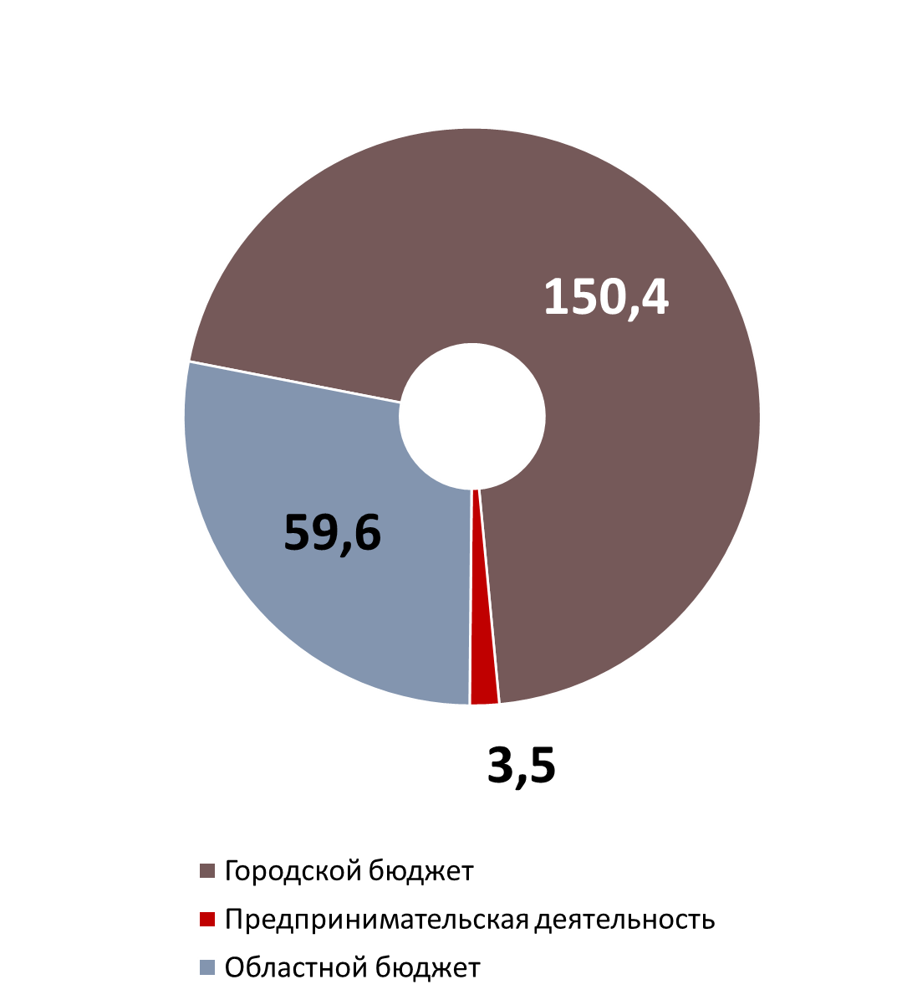 150,4
59,6
3,5
Городской бюджет
Предпринимательская деятельность
Областной бюджет